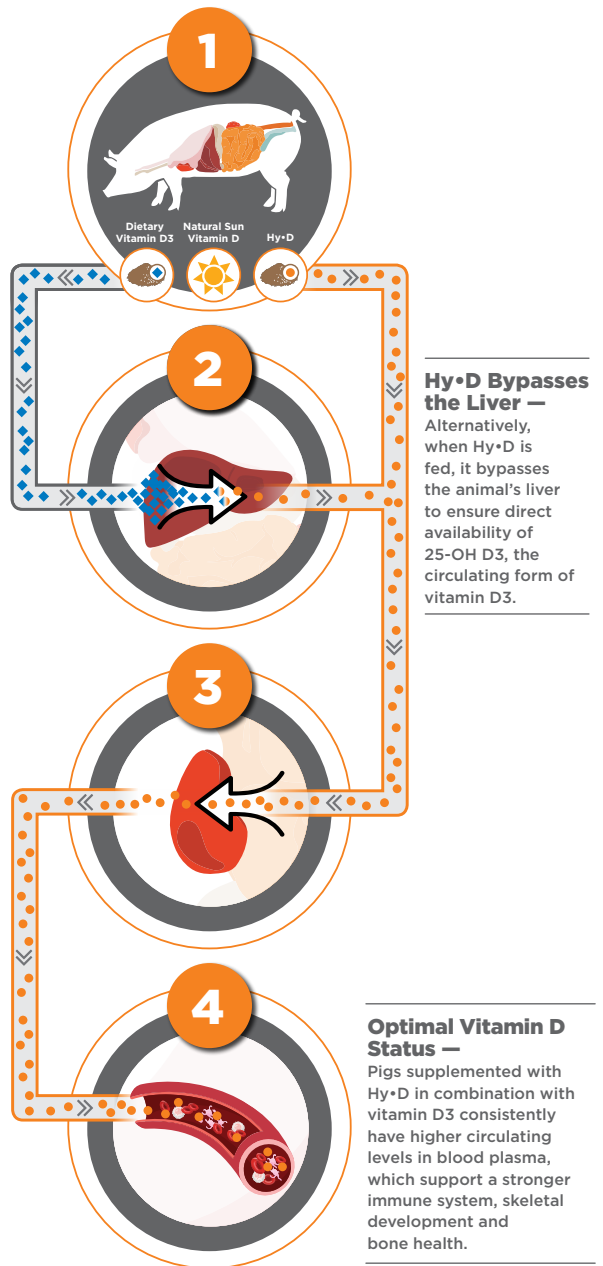 1
Dietary
Vitamin D3
Natural Sun
Vitamin D
Hy•D
2
Hy•D Bypasses
the Liver —
Alternatively,
when Hy•D is
fed, it bypasses
the animal’s liver
to ensure direct
availability of
25-OH D3, the
circulating form of
vitamin D3.
3
4
Optimal Vitamin D
Status —
Pigs supplemented with
Hy•D in combination with
vitamin D3 consistently
have higher circulating
levels in blood plasma,
which support a stronger
immune system, skeletal
development and
bone health.